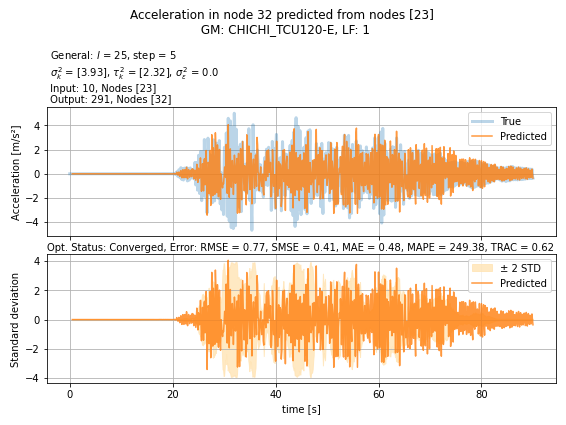 Acceleration in node 32 predicted from nodes [23]
GM: CHICHI_TCU120-E, LF: 1
General: l = 25, step = 5
σ²ₖ = [3.93], τ²ₖ = [2.32], σ²ε = 0.0
Input: 10, Nodes [23]
Output: 291, Nodes [32]
4
2
0
−2
−4
Acceleration [m/s²]
True
Predicted
Opt. Status: Converged, Error: RMSE = 0.77, SMSE = 0.41, MAE = 0.48, MAPE = 249.38, TRAC = 0.62
4
2
0
−2
−4
Standard deviation
± 2 STD
Predicted
0 20 40 60 80
time [s]